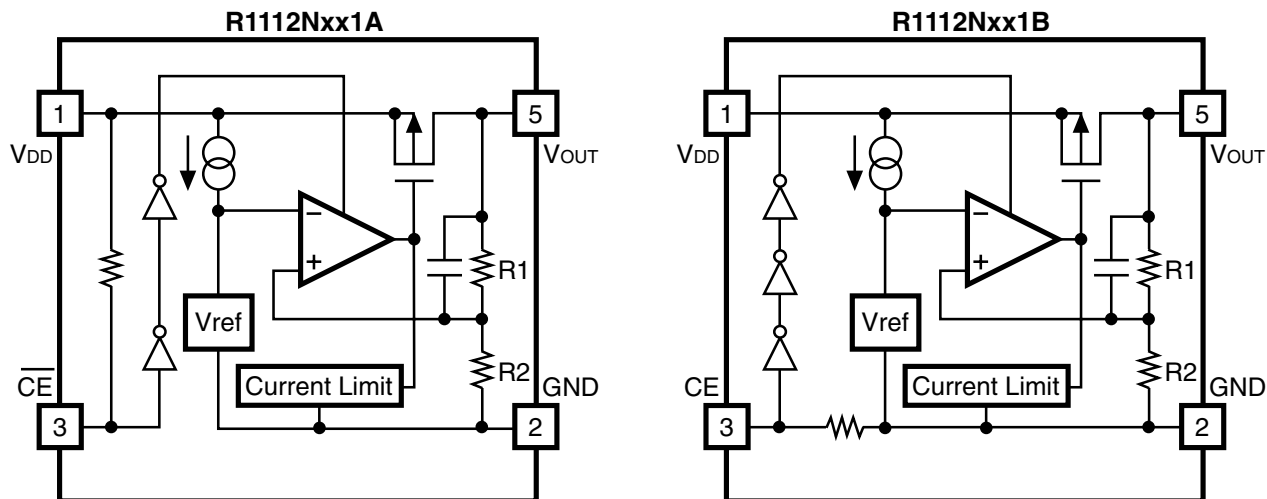 R1112Nxx1A
1
5
VDD
VOUT
−
+
R1
Vref
R2
CE
Current Limit
GND
3
2
R1112Nxx1B
1
5
VDD
VOUT
−
+
R1
Vref
R2
CE
Current Limit
GND
3
2